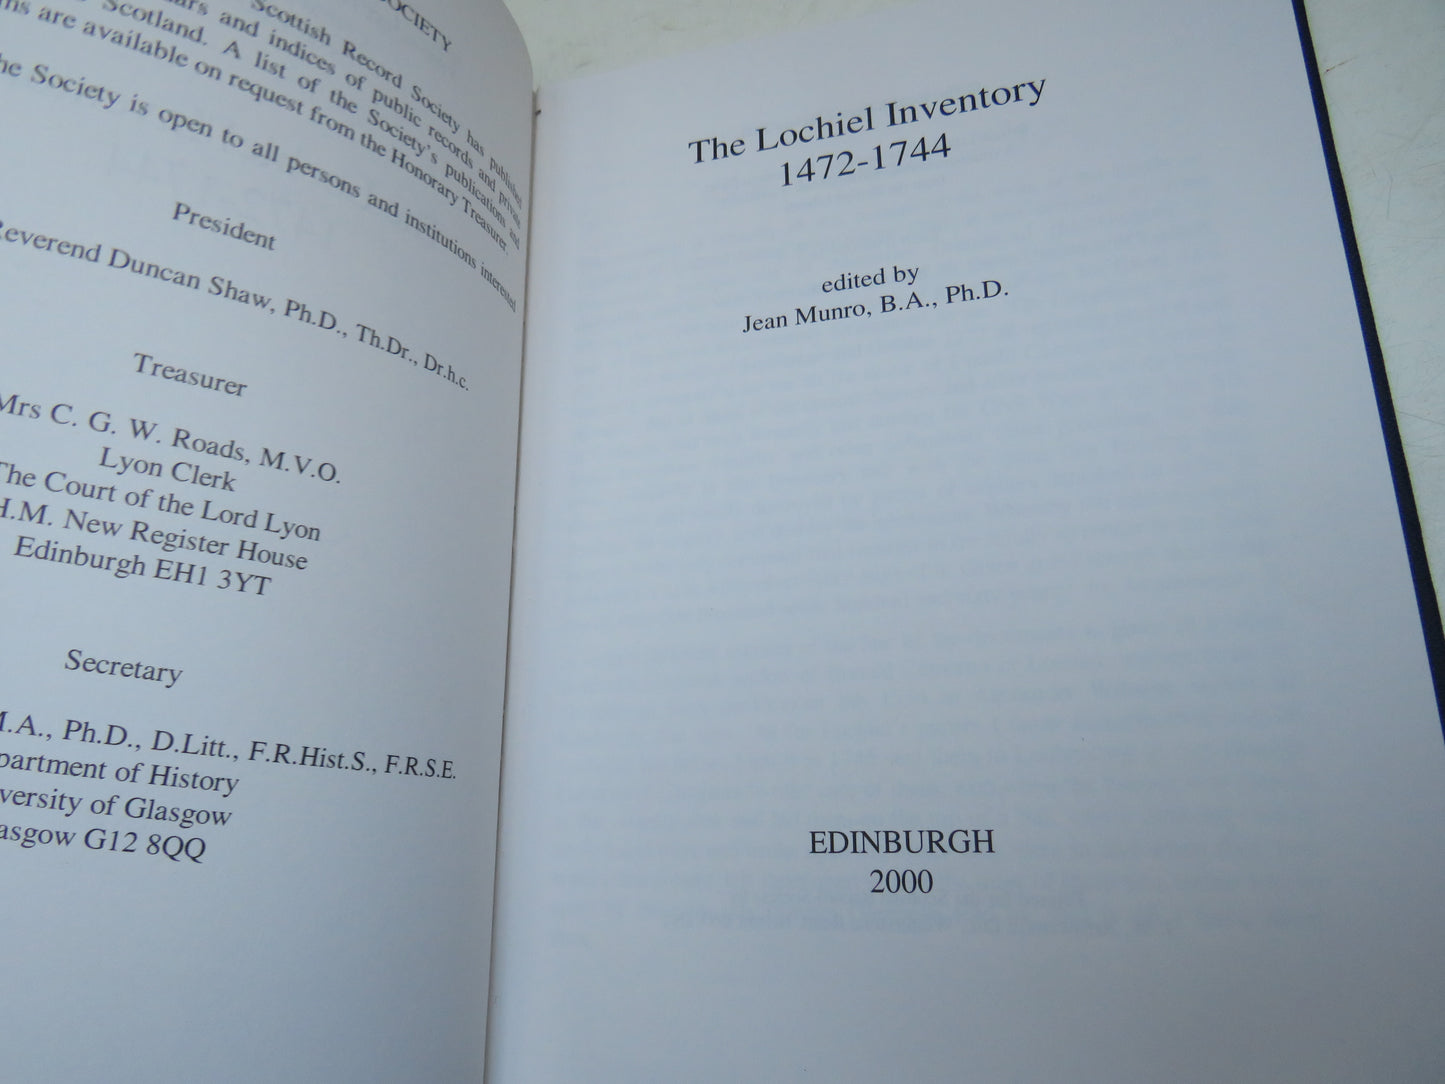 SOCIETY
Scottish Record Society has published
and indices of public records and private
Scotland. A list of the Society's publications and
are available on request from the Honorary Treasurer.
Society is open to all persons and institutions interested
President
Reverend Duncan Shaw, Ph.D., Th.Dr., Dr.h.c.
Treasurer
Mrs C. G. W. Roads, M.V.O.
Lyon Clerk
The Court of the Lord Lyon
H.M. New Register House
Edinburgh EH1 3YT
Secretary
M.A., Ph.D., D.Litt., F.R.Hist.S., F.R.S.E.
partment of History
versity of Glasgow
asgow G12 8QQ
The Lochiel Inventory
1472-1744
edited by
Jean Munro, B.A., Ph.D.
EDINBURGH
2000